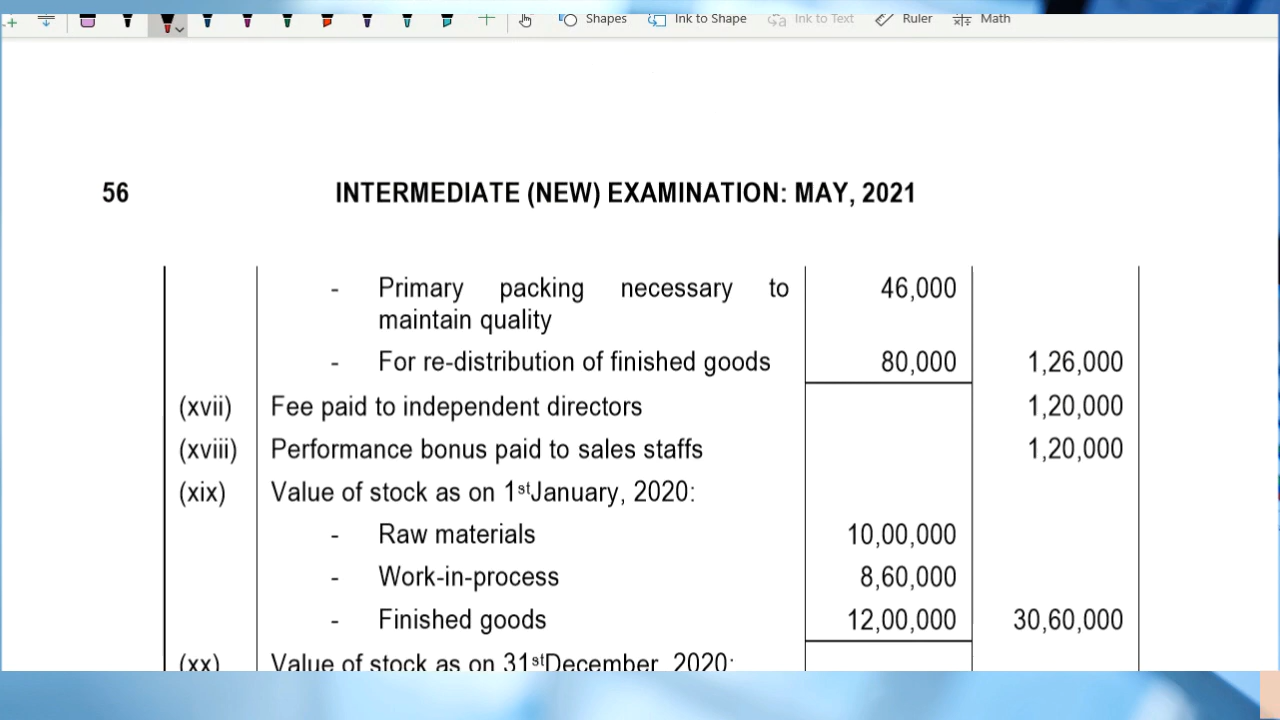 Shapes Ink to Shape Ink to Text Ruler Math
56 INTERMEDIATE (NEW) EXAMINATION: MAY, 2021
- Primary packing necessary to 46,000
maintain quality
- For re-distribution of finished goods 80,000 1,26,000
(xvii) Fee paid to independent directors 1,20,000
(xviii) Performance bonus paid to sales staffs 1,20,000
(xix) Value of stock as on 1stJanuary, 2020:
- Raw materials 10,00,000
- Work-in-process 8,60,000
- Finished goods 12,00,000 30,60,000
(xx) Value of stock as on 31stDecember, 2020: